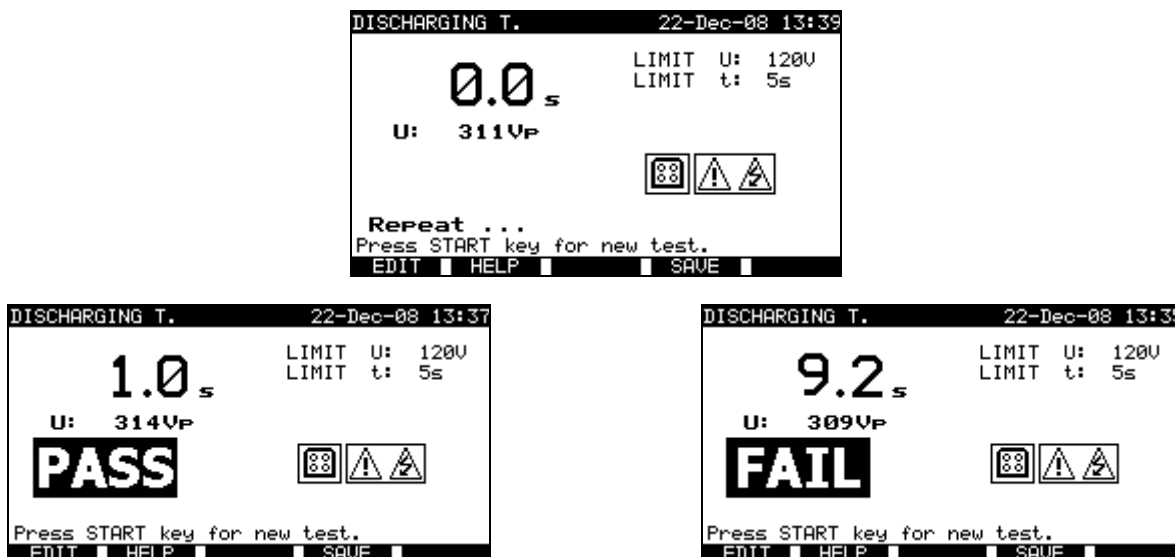 DISCHARGING T. 22-Dec-08 13:39
LIMIT U: 120V
0.0 s LIMIT t: 5s
U: 311Vp
Repeat ...
Press START key for new test.
EDIT HELP SAVE
DISCHARGING T. 22-Dec-08 13:37
LIMIT U: 120V
1.0 s LIMIT t: 5s
U: 314Vp
PASS
Press START key for new test.
EDIT HELP SAVE
DISCHARGING T. 22-Dec-08 13:39
LIMIT U: 120V
9.2 s LIMIT t: 5s
U: 309Vp
FAIL
Press START key for new test.
EDIT HELP SAVE